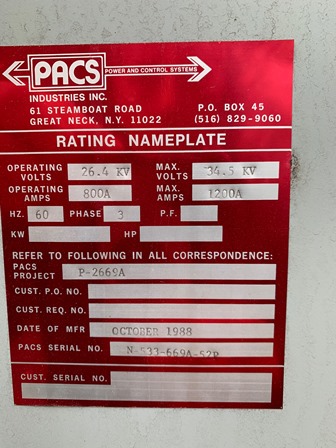 PACS
POWER AND CONTROL SYSTEMS
INDUSTRIES INC.
61 STEAMBOAT ROAD P.O. BOX 45
GREAT NECK, N.Y. 11022 (516) 829-9060
RATING NAMEPLATE
OPERATING VOLTS 26.4 KV MAX. VOLTS 34.5 KV
OPERATING AMPS 800A MAX. AMPS 1200A
HZ. 60 PHASE 3 P.F.
KW HP
REFER TO FOLLOWING IN ALL CORRESPONDENCE:
PACS PROJECT P-2669A
CUST. P.O. NO.
CUST. REQ. NO.
DATE OF MFR OCTOBER 1988
PACS SERIAL NO. N-533-669A-52P
CUST. SERIAL NO.